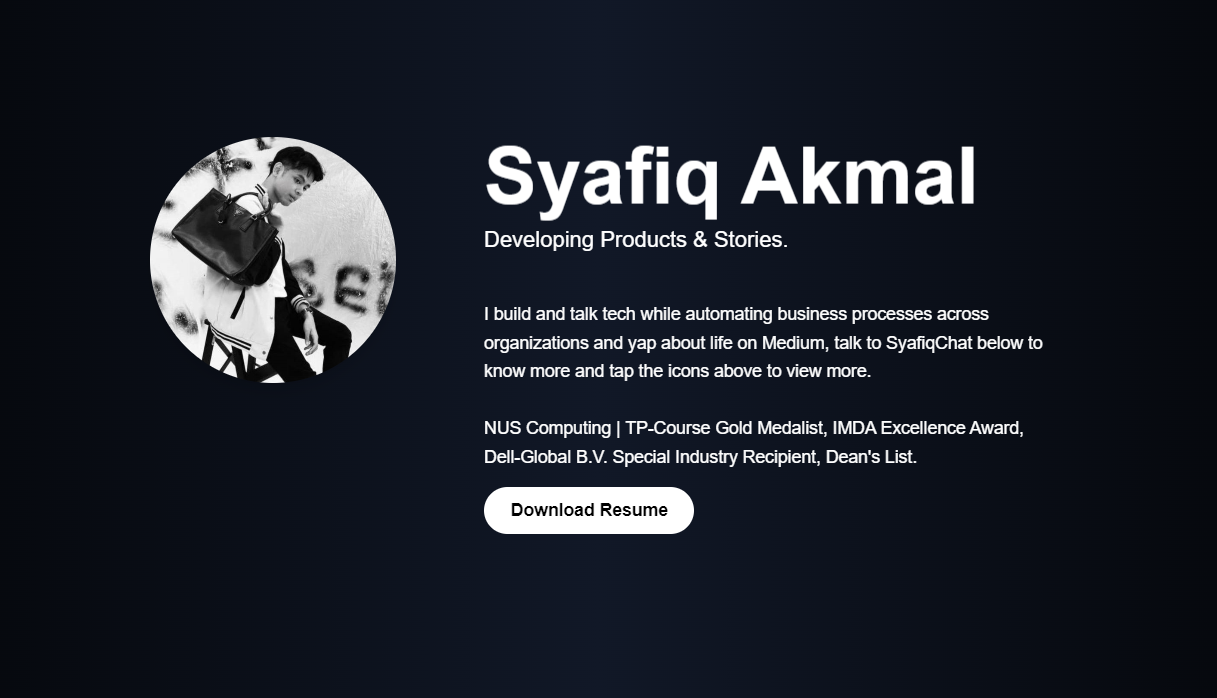 Syafiq Akmal
Developing Products & Stories.
I build and talk tech while automating business processes across
organizations and yap about life on Medium, talk to SyafiqChat below to
know more and tap the icons above to view more.
NUS Computing | TP-Course Gold Medalist, IMDA Excellence Award,
Dell-Global B.V. Special Industry Recipient, Dean's List.
Download Resume